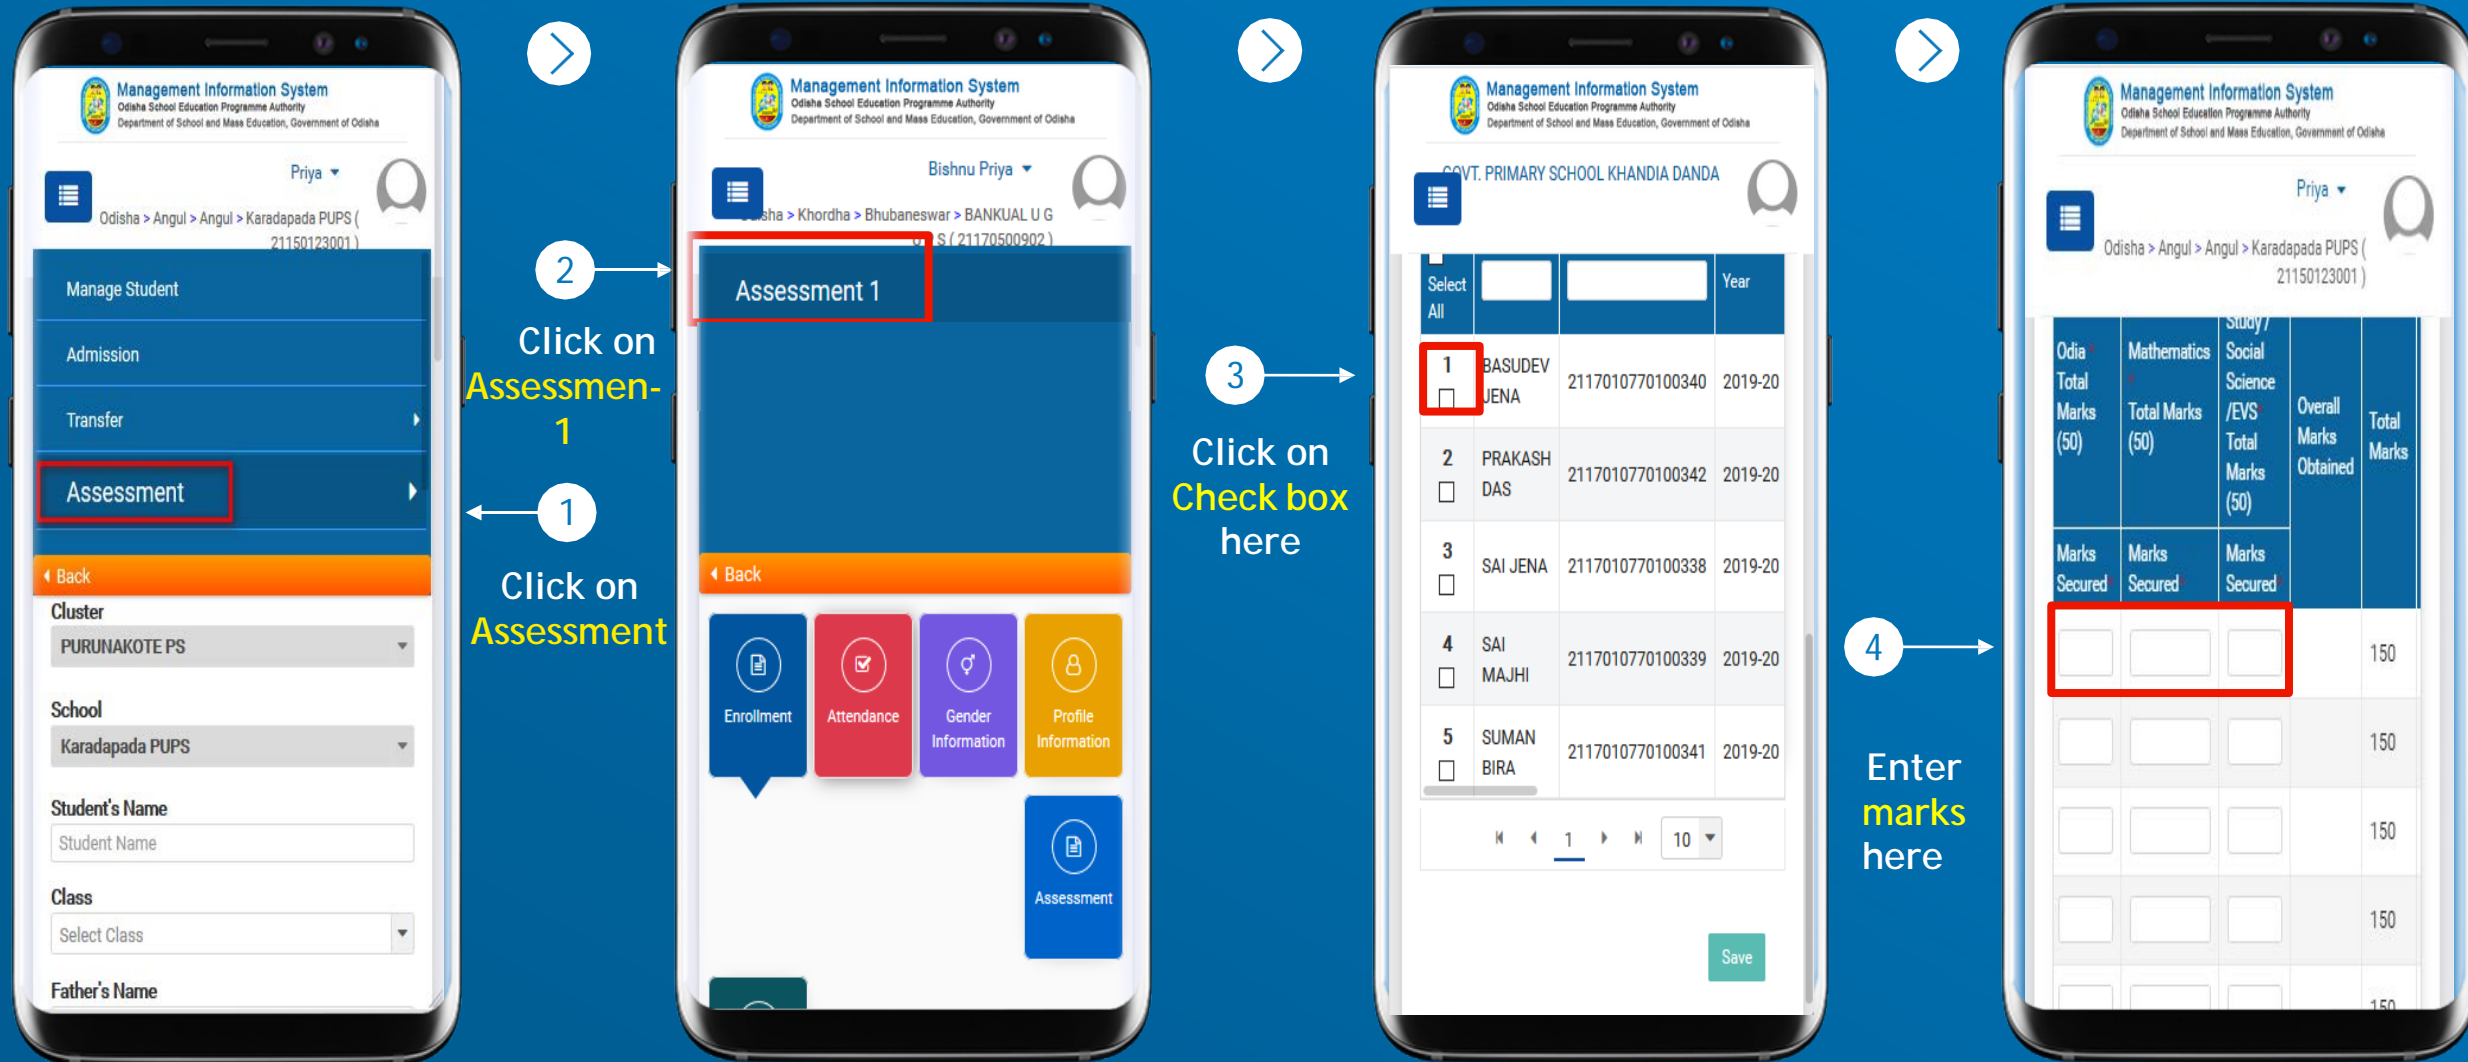 Management Information System
Odisha School Education Programme Authority
Department of School and Mass Education, Government of Odisha
Priya
Odisha > Angul > Angul > Karadapada PUPS (
21150123001 )
Manage Student
Admission
Transfer
Assessment
Back
Cluster
PURUNAKOTE PS
School
Karadapada PUPS
Student's Name
Student Name
Class
Select Class
Father's Name
1
Click on
Assessment
2
Click on
Assessmen-
1
Management Information System
Odisha School Education Programme Authority
Department of School and Mass Education, Government of Odisha
Bishnu Priya
> Khordha > Bhubaneswar > BANKUAL U G
S ( 21170500902 )
Assessment 1
Back
Enrollment
Attendance
Gender
Information
Profile
Information
Assessment
3
Click on
Check box
here
Management Information System
Odisha School Education Programme Authority
Department of School and Mass Education, Government of Odisha
GOVT. PRIMARY SCHOOL KHANDIA DANDA
Select
All
Year
1 BASUDEV JENA 2117010770100340 2019-20
2 PRAKASH DAS 2117010770100342 2019-20
3 SAI JENA 2117010770100338 2019-20
4 SAI MAJHI 2117010770100339 2019-20
5 SUMAN BIRA 2117010770100341 2019-20
1 10
Save
4
Enter
marks
here
Management Information System
Odisha School Education Programme Authority
Department of School and Mass Education, Government of Odisha
Priya
Odisha > Angul > Angul > Karadapada PUPS (
21150123001 )
Odia *
Total
Marks
(50)
Mathematics
*
Total Marks
(50)
Study /
Social
Science
/EVS *
Total
Marks
(50)
Overall
Marks
Obtained
Total
Marks
Marks
Secured
Marks
Secured
Marks
Secured
150
150
150
150
150